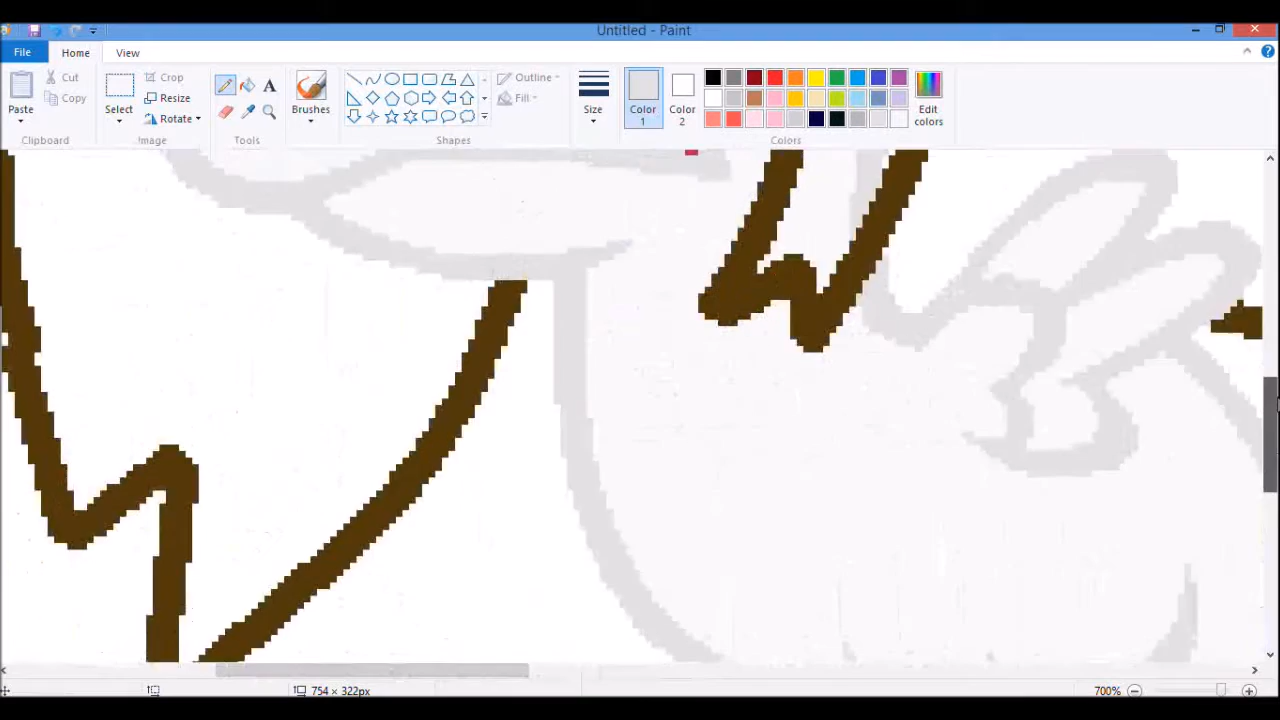 Untitled - Paint
File Home View
Paste
Cut
Copy
Clipboard
Select
Crop
Resize
Rotate
Image
A
Tools
Brushes
Outline
Fill
Shapes
Size
Color 1
Color 2
Edit colors
Colors
754 × 322px
700%